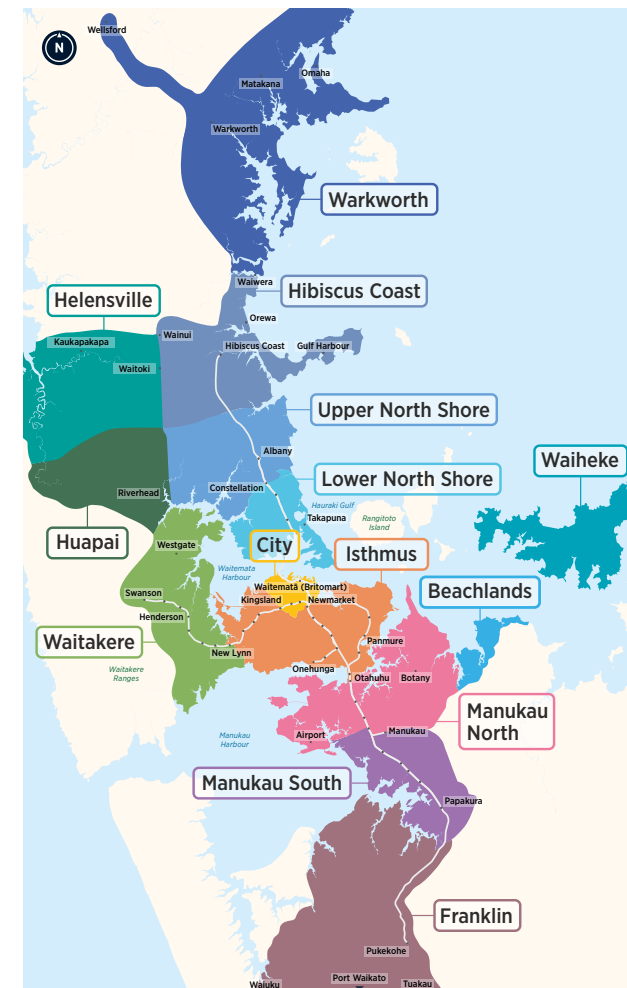 Wellsford
N
Omaha
Matakana
Warkworth
Warkworth
Waiwera
Hibiscus Coast
Helensville
Orewa
Wainui
Kaukapakapa
Hibiscus Coast
Gulf Harbour
Waitoki
Upper North Shore
Albany
Waiheke
Lower North Shore
Constellation
Riverhead
Hauraki Gulf
Takapuna
Rangitoto
Island
Huapai
City
Westgate
Isthmus
Waitemata
Harbour
Waitematā (Britomart)
Beachlands
Swanson
Kingsland
Newmarket
Henderson
Waitakere
Panmure
New Lynn
Onehunga
Waitakere
Ranges
Otahuhu
Botany
Manukau
North
Manukau
Harbour
Airport
Manukau
Manukau South
Papakura
Franklin
Pukekohe
Port Waikato
Waiuku
Tuakau